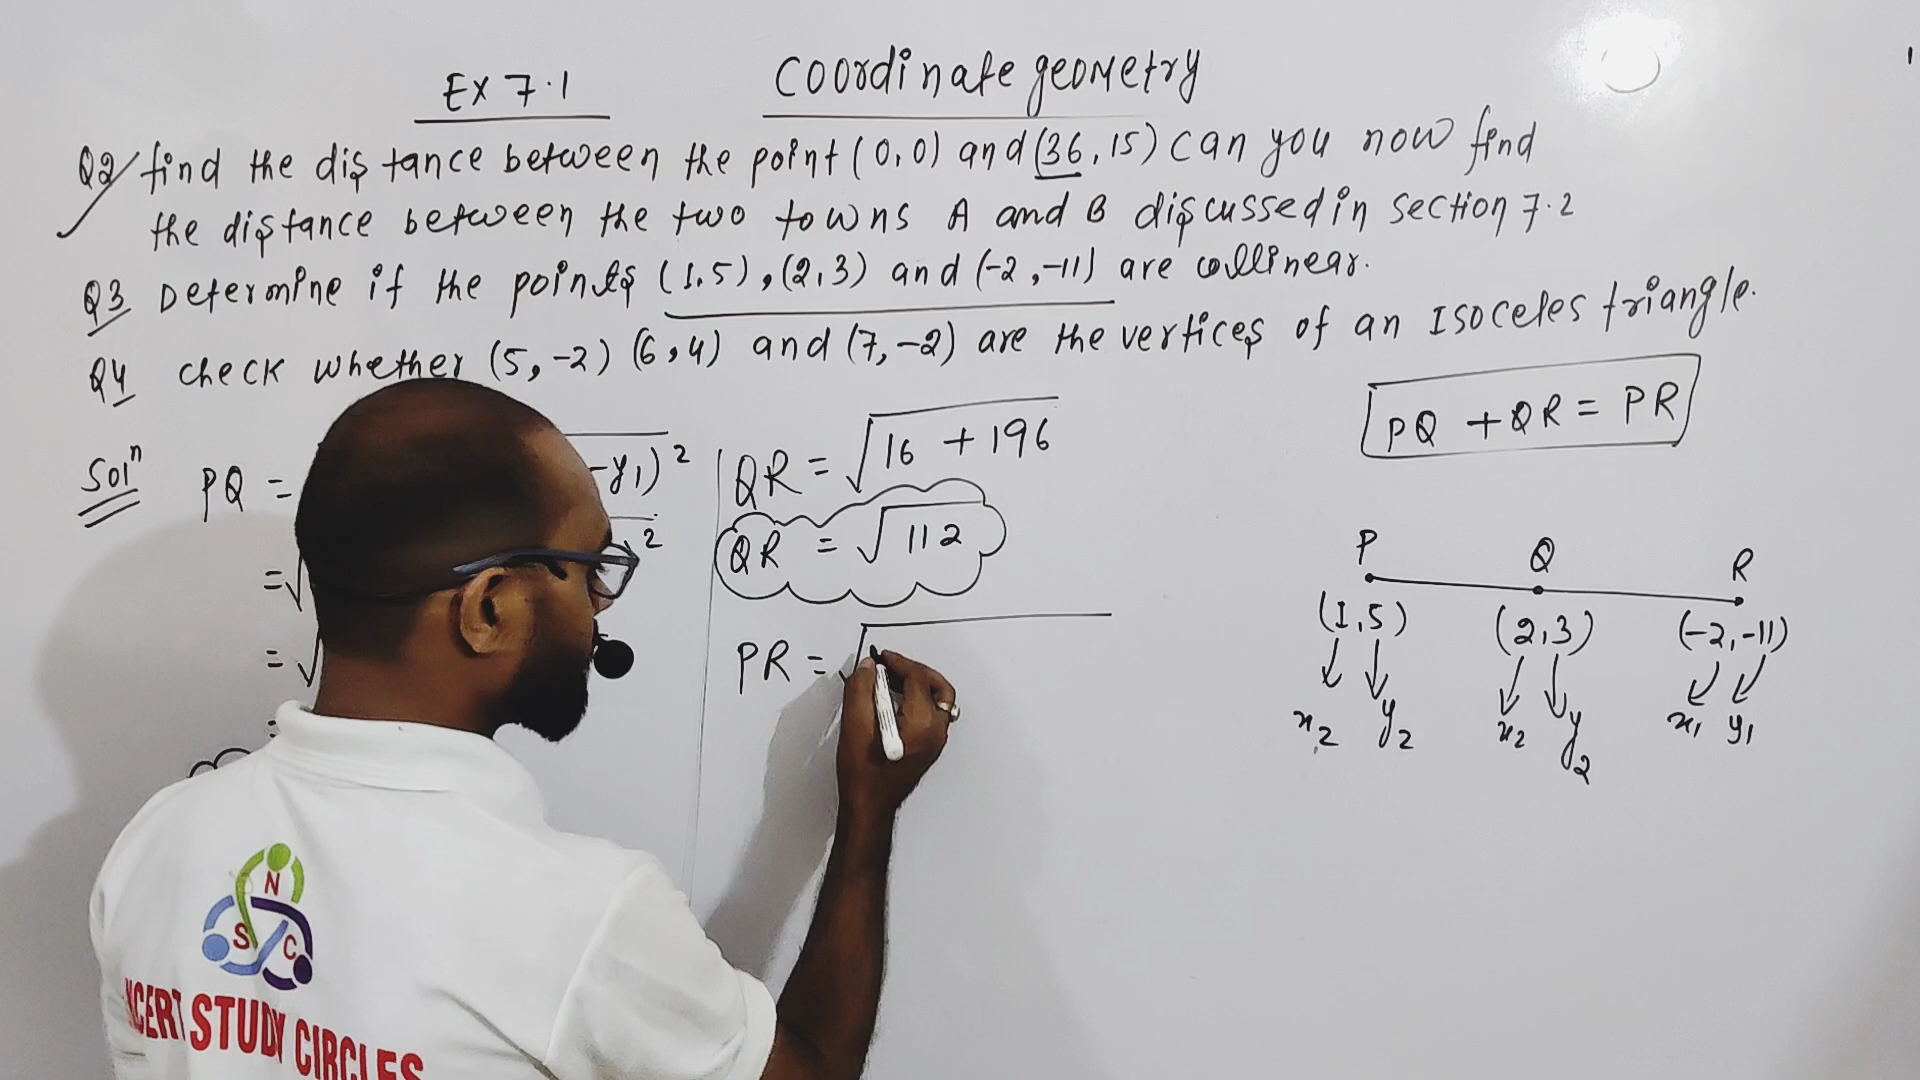 EX 7.1 Coordinate geometry
Q2 find the distance between the point (0,0) and (36,15) can you now find
the distance between the two towns A and B discussed in section 7.2
Q3 Determine if the points (1,5), (2,3) and (-2,-11) are collinear.
Q4 check whether (5,-2) (6,4) and (7,-2) are the vertices of an Isoceles triangle.
PQ + QR = PR
Solⁿ PQ =
-y₁)²
QR = √16 + 196
=√ ²
QR = √112
=√
PR = √
P Q R
(1,5) (2,3) (-2,-11)
x₂ y₂ x₂ y₂ x₁ y₁
N
S C
NCERT STUDY CIRCLES